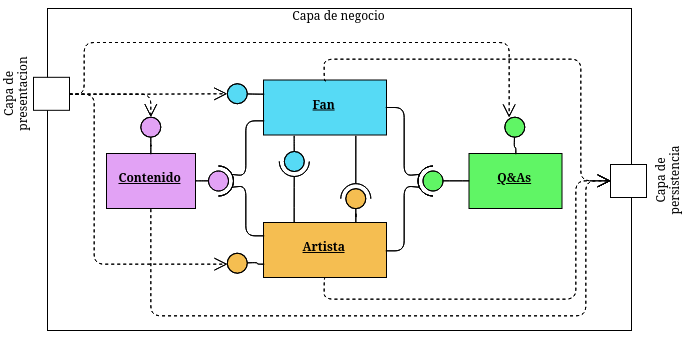 Capa de negocio
Capa de
presentacion
Fan
Contenido
Q&As
Artista
Capa de
persistencia